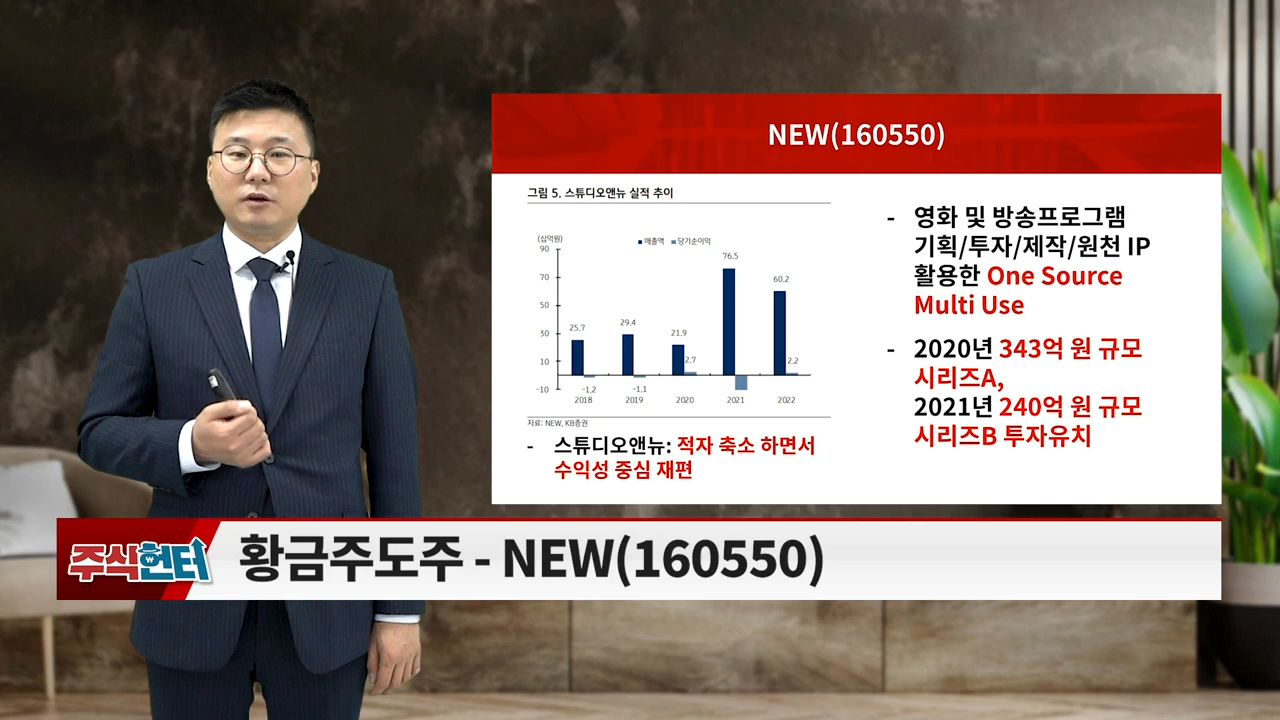 NEW(160550)
그림 5. 스튜디오앤뉴 실적 추이
(십억원)
매출액 당기순이익
90
70
50
30
10
-10
25.7
29.4
21.9
76.5
60.2
-1.2
-1.1
2.7
2.2
2018 2019 2020 2021 2022
자료: NEW, KB증권
- 스튜디오앤뉴: 적자 축소 하면서
수익성 중심 재편
- 영화 및 방송프로그램
기획/투자/제작/원천 IP
활용한 One Source
Multi Use
- 2020년 343억 원 규모
시리즈A,
2021년 240억 원 규모
시리즈B 투자유치
주식헌터
황금주도주 - NEW(160550)